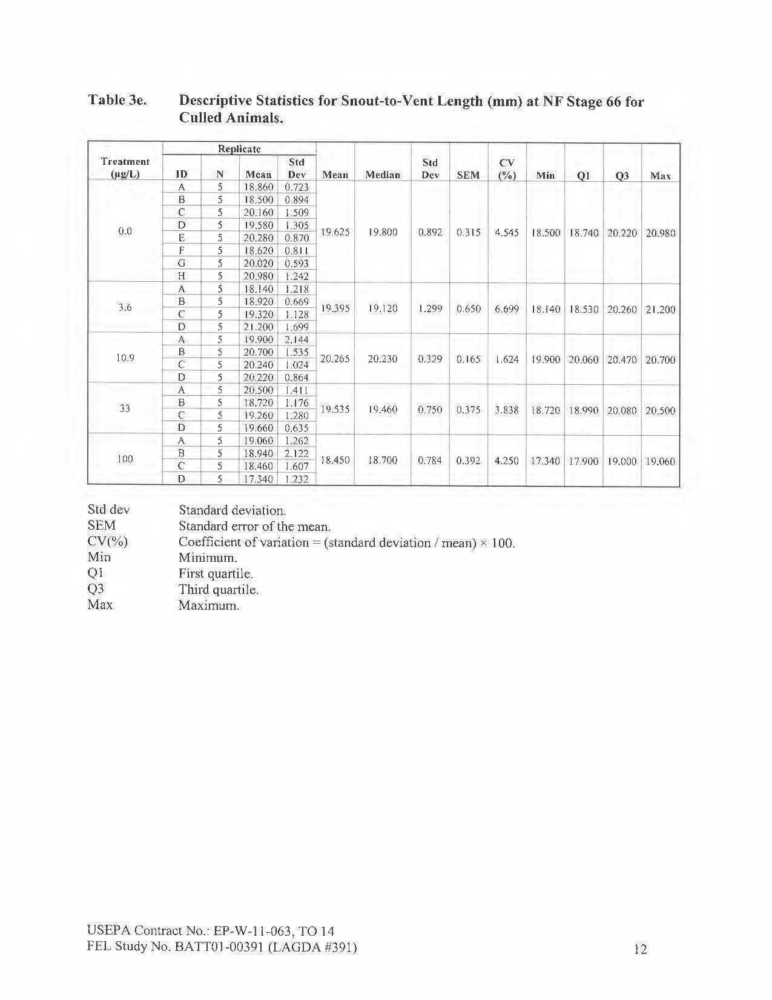 Table 3e. Descriptive Statistics for Snout-to-Vent Length (mm) at NF Stage 66 for
Culled Animals.
Replicate
Treatment (µg/L) ID N Mean Std Dev Mean Median Std Dev SEM CV (%) Min Q1 Q3 Max
0.0 19.625 19.800 0.892 0.315 4.545 18.500 18.740 20.220 20.980
A 5 18.860 0.723
B 5 18.500 0.894
C 5 20.160 1.509
D 5 19.580 1.305
E 5 20.280 0.870
F 5 18.620 0.811
G 5 20.020 0.593
H 5 20.980 1.242
3.6 19.395 19.120 1.299 0.650 6.699 18.140 18.530 20.260 21.200
A 5 18.140 1.218
B 5 18.920 0.669
C 5 19.320 1.128
D 5 21.200 1.699
10.9 20.265 20.230 0.329 0.165 1.624 19.900 20.060 20.470 20.700
A 5 19.900 2.144
B 5 20.700 1.535
C 5 20.240 1.024
D 5 20.220 0.864
33 19.535 19.460 0.750 0.375 3.838 18.720 18.990 20.080 20.500
A 5 20.500 1.411
B 5 18.720 1.176
C 5 19.260 1.280
D 5 19.660 0.635
100 18.450 18.700 0.784 0.392 4.250 17.340 17.900 19.000 19.060
A 5 19.060 1.262
B 5 18.940 2.122
C 5 18.460 1.607
D 5 17.340 1.232
Std dev Standard deviation.
SEM Standard error of the mean.
CV(%) Coefficient of variation = (standard deviation / mean) × 100.
Min Minimum.
Q1 First quartile.
Q3 Third quartile.
Max Maximum.
USEPA Contract No.: EP-W-11-063, TO 14
FEL Study No. BATT01-00391 (LAGDA #391) 12